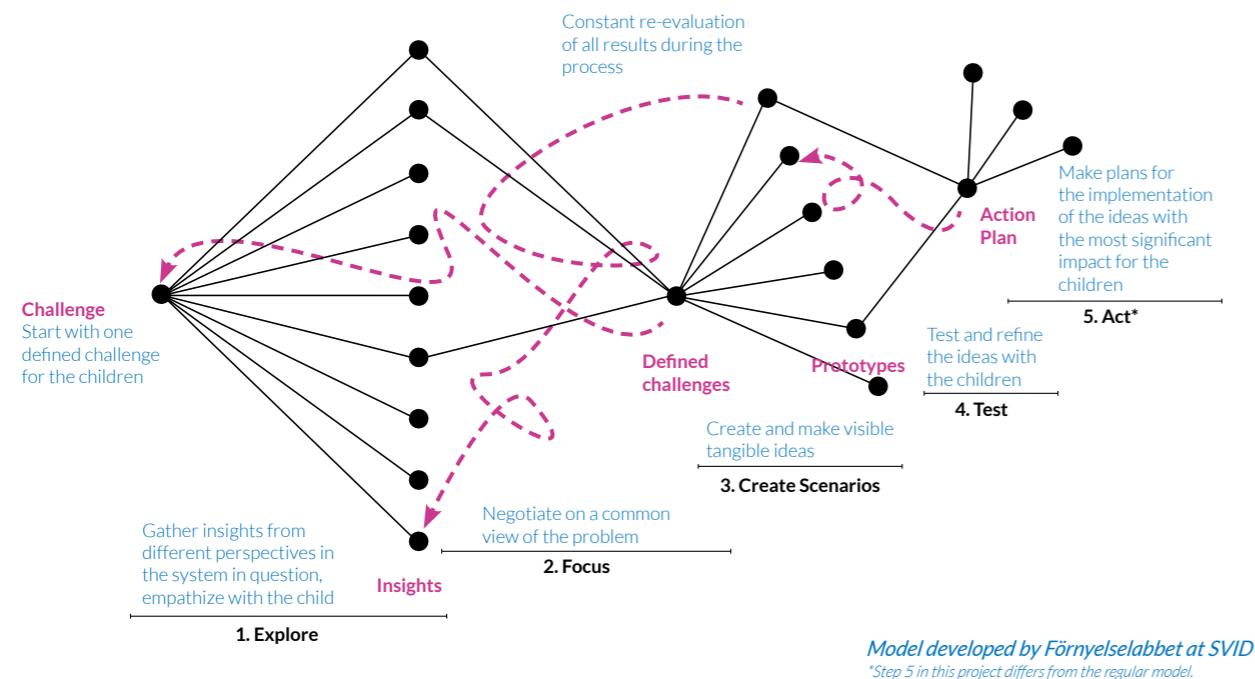 Constant re-evaluation
of all results during the
process
Challenge
Start with one
defined challenge
for the children
Gather insights from
different perspectives in
the system in question,
empathize with the child
1. Explore
Insights
Negotiate on a common
view of the problem
2. Focus
Defined
challenges
Create and make visible
tangible ideas
3. Create Scenarios
Prototypes
Test and refine
the ideas with
the children
4. Test
Action
Plan
Make plans for
the implementation
of the ideas with
the most significant
impact for the
children
5. Act*
Model developed by Förnyelselabbet at SVID
*Step 5 in this project differs from the regular model.